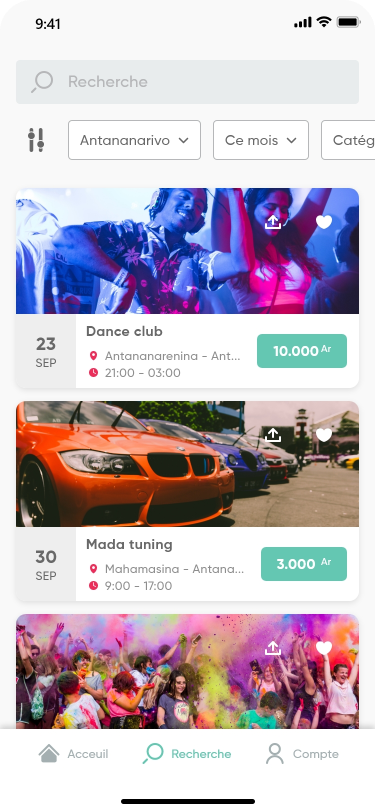 9:41
Recherche
Antananarivo
Ce mois
Catég
Dance club
23
SEP
Antananarenina - Ant...
21:00 - 03:00
10.000 Ar
Mada tuning
30
SEP
Mahamasina - Antana...
9:00 - 17:00
3.000 Ar
Acceuil
Recherche
Compte